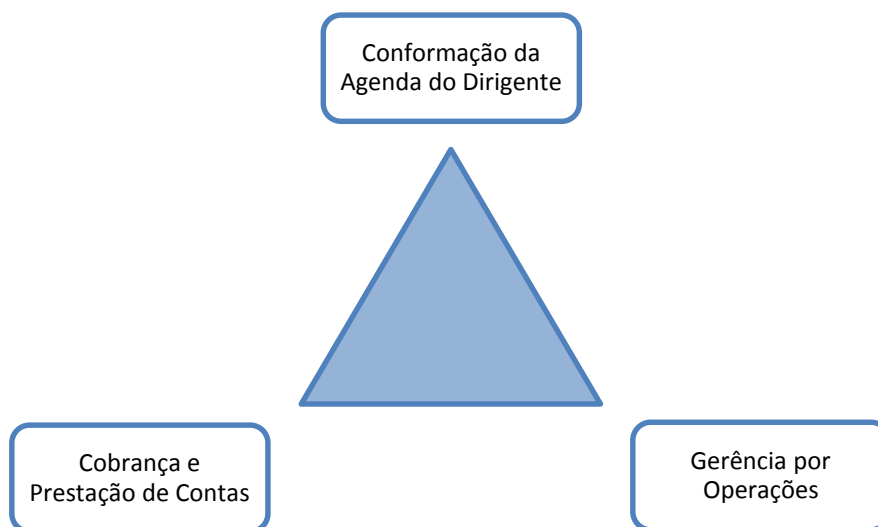 Conformação da
Agenda do Dirigente
Cobrança e
Prestação de Contas
Gerência por
Operações